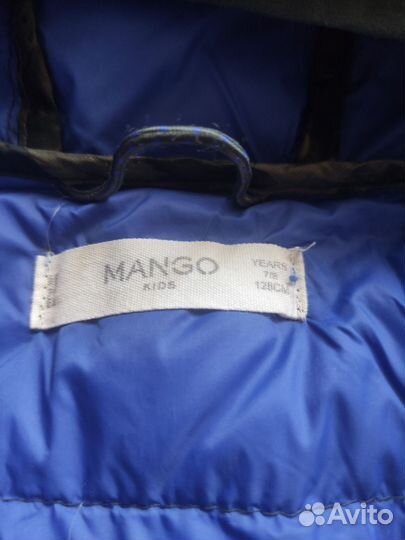 MANGO
KIDS
YEARS
7/8
128CM
Avito